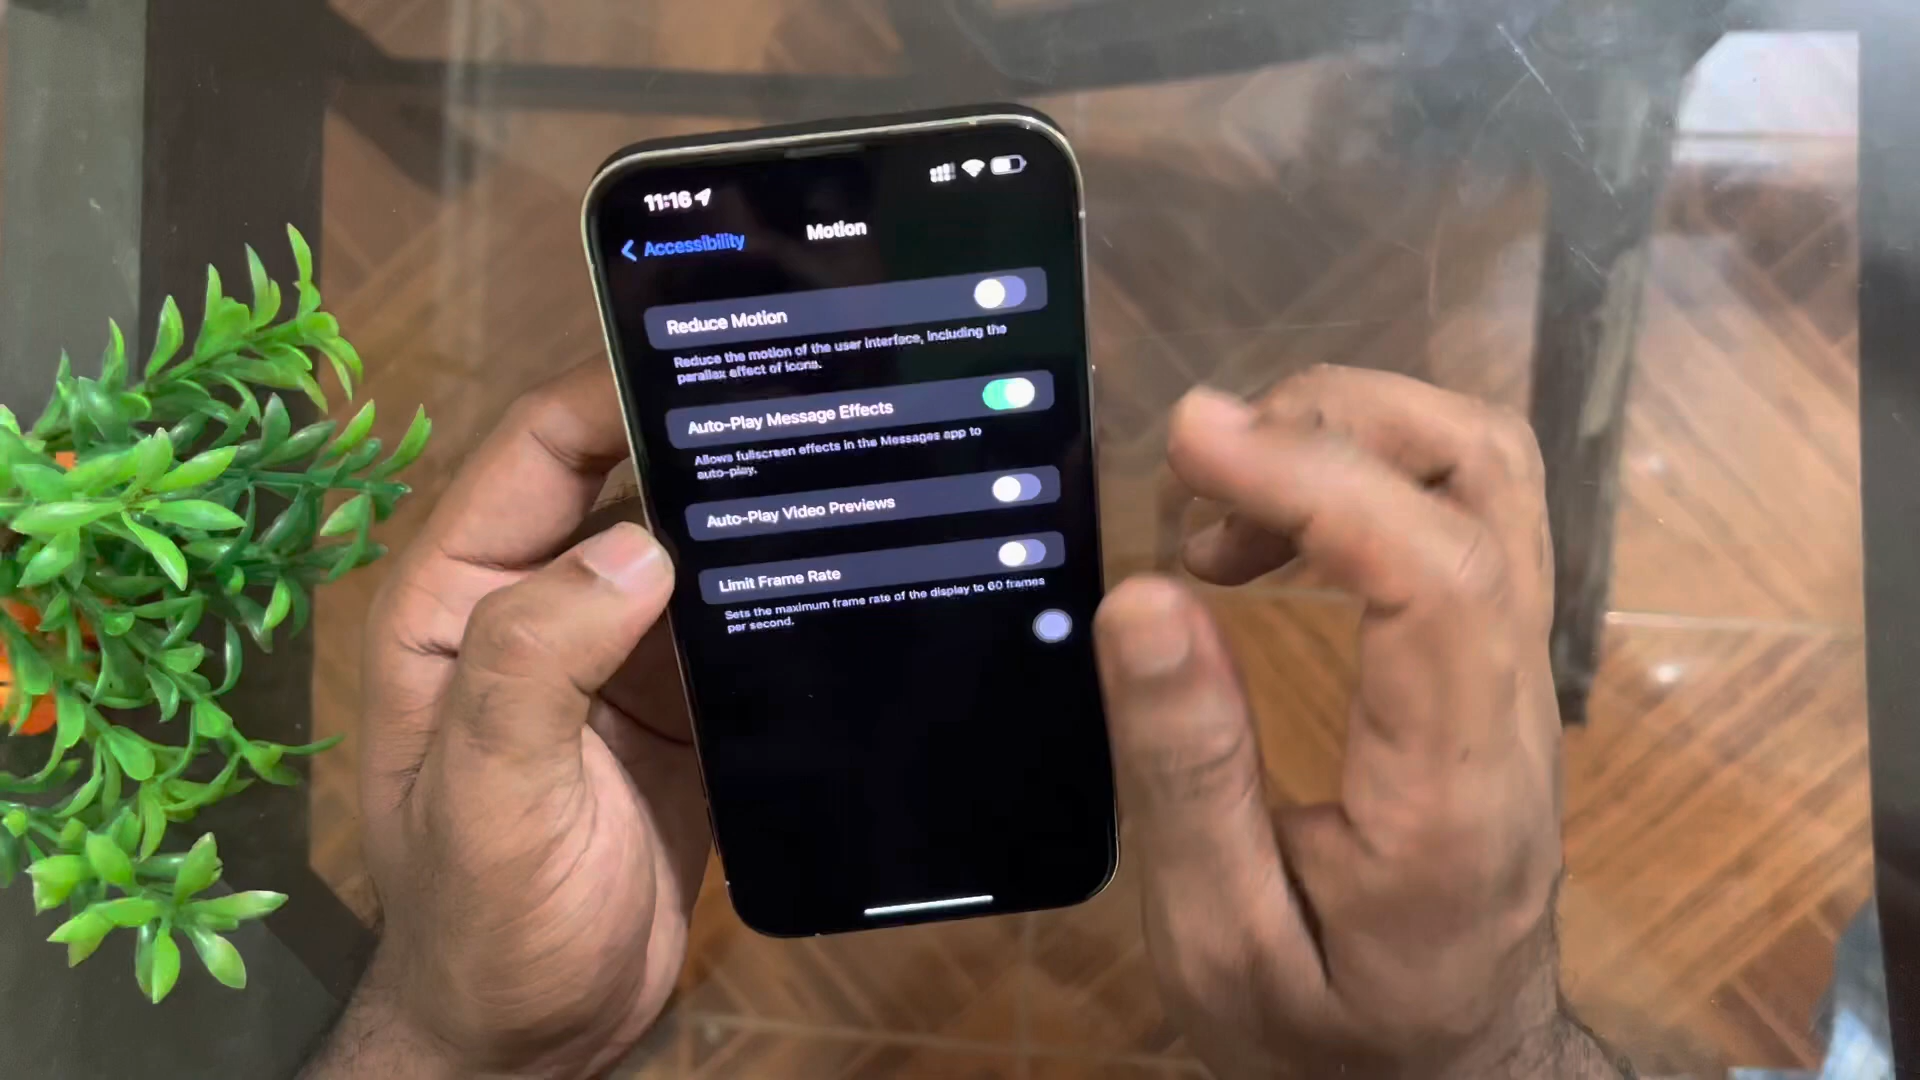 11:16
Accessibility
Motion
Reduce Motion
Reduce the motion of the user interface, including the
parallax effect of icons.
Auto-Play Message Effects
Allows fullscreen effects in the Messages app to
auto-play.
Auto-Play Video Previews
Limit Frame Rate
Sets the maximum frame rate of the display to 60 frames
per second.